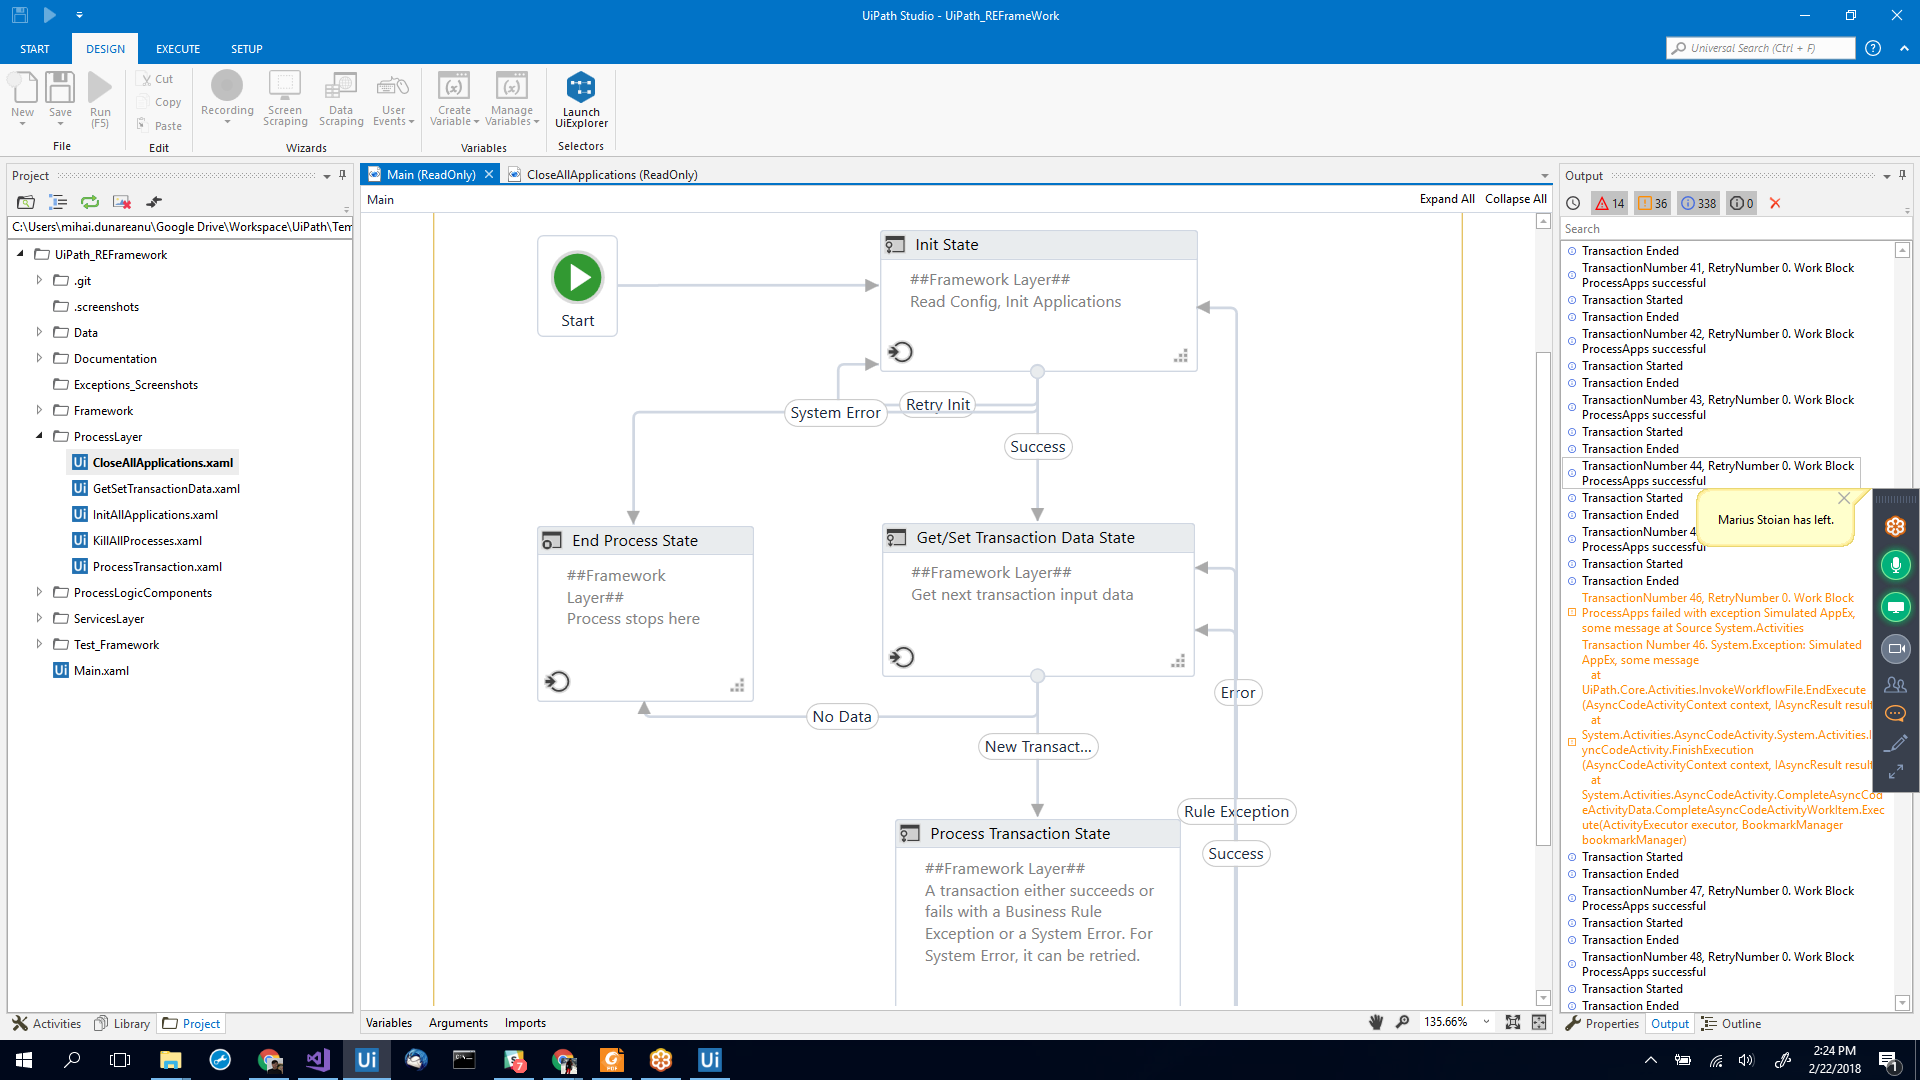 UiPath Studio - UiPath_REFrameWork
START
DESIGN
EXECUTE
SETUP
Universal Search (Ctrl + F)
New
Save
Run
(F5)
File
Cut
Copy
Paste
Edit
Recording
Screen
Scraping
Data
Scraping
User
Events
Wizards
Create
Variable
Manage
Variables
Variables
Launch
UiExplorer
Selectors
Project
C:\Users\mihai.dunareanu\Google Drive\Workspace\UiPath\Tem
UiPath_REFramework
.git
.screenshots
Data
Documentation
Exceptions_Screenshots
Framework
ProcessLayer
Ui CloseAllApplications.xaml
Ui GetSetTransactionData.xaml
Ui InitAllApplications.xaml
Ui KillAllProcesses.xaml
Ui ProcessTransaction.xaml
ProcessLogicComponents
ServicesLayer
Test_Framework
Ui Main.xaml
Activities
Library
Project
Main (ReadOnly)
CloseAllApplications (ReadOnly)
Main
Expand All
Collapse All
Start
Init State
##Framework Layer##
Read Config, Init Applications
System Error
Retry Init
Success
End Process State
##Framework
Layer##
Process stops here
Get/Set Transaction Data State
##Framework Layer##
Get next transaction input data
No Data
New Transact...
Error
Rule Exception
Success
Process Transaction State
##Framework Layer##
A transaction either succeeds or
fails with a Business Rule
Exception or a System Error. For
System Error, it can be retried.
Variables
Arguments
Imports
135.66%
Output
14
36
338
0
Search
Transaction Ended
TransactionNumber 41, RetryNumber 0. Work Block
ProcessApps successful
Transaction Started
Transaction Ended
TransactionNumber 42, RetryNumber 0. Work Block
ProcessApps successful
Transaction Started
Transaction Ended
TransactionNumber 43, RetryNumber 0. Work Block
ProcessApps successful
Transaction Started
Transaction Ended
TransactionNumber 44, RetryNumber 0. Work Block
ProcessApps successful
Transaction Started
Transaction Ended
TransactionNumber 4
ProcessApps successful
Marius Stoian has left.
Transaction Started
Transaction Ended
TransactionNumber 46, RetryNumber 0. Work Block
ProcessApps failed with exception Simulated AppEx,
some message at Source System.Activities
Transaction Number 46. System.Exception: Simulated
AppEx, some message
at
UiPath.Core.Activities.InvokeWorkflowFile.EndExecute
(AsyncCodeActivityContext context, IAsyncResult result
at
System.Activities.AsyncCodeActivity.System.Activities.I
yncCodeActivity.FinishExecution
(AsyncCodeActivityContext context, IAsyncResult result
at
System.Activities.AsyncCodeActivity.CompleteAsyncCod
eActivityData.CompleteAsyncCodeActivityWorkItem.Exec
ute(ActivityExecutor executor, BookmarkManager
bookmarkManager)
Transaction Started
Transaction Ended
TransactionNumber 47, RetryNumber 0. Work Block
ProcessApps successful
Transaction Started
Transaction Ended
TransactionNumber 48, RetryNumber 0. Work Block
ProcessApps successful
Transaction Started
Transaction Ended
Properties
Output
Outline
Ui
7
PDF
Ui
2:24 PM
2/22/2018
1